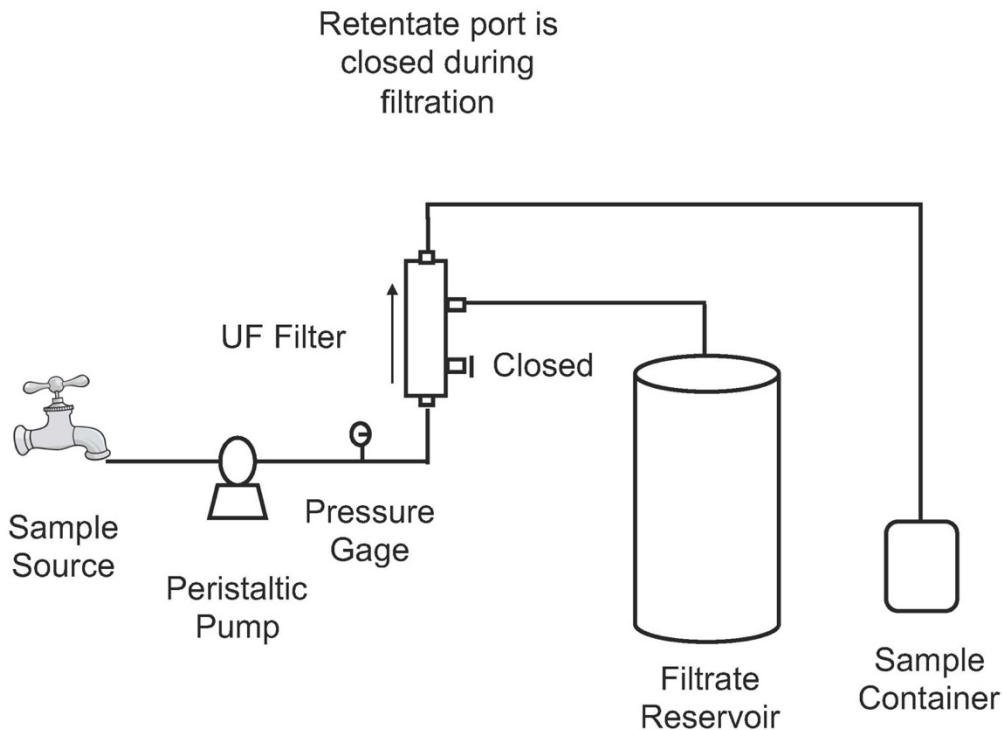 Retentate port is
closed during
filtration
UF Filter
Closed
Sample
Source
Peristaltic
Pump
Pressure
Gage
Filtrate
Reservoir
Sample
Container